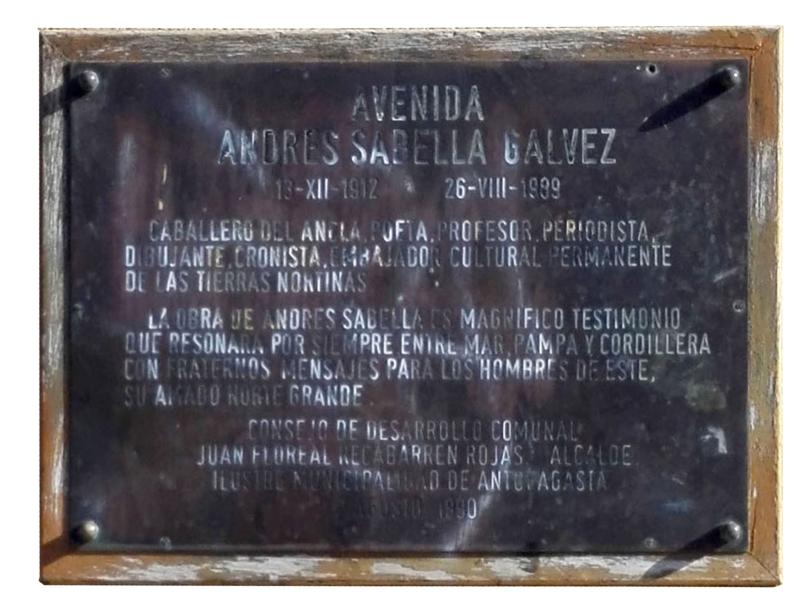 AVENIDA
ANDRES SABELLA GALVEZ
13-XII-1912 26-VIII-1989
CABALLERO DEL ANCLA, POETA, PROFESOR, PERIODISTA,
DIBUJANTE, CRONISTA, EMBAJADOR CULTURAL PERMANENTE
DE LAS TIERRAS NORTINAS
LA OBRA DE ANDRES SABELLA ES MAGNIFICO TESTIMONIO
QUE RESONARA POR SIEMPRE ENTRE MAR, PAMPA Y CORDILLERA
CON FRATERNOS MENSAJES PARA LOS HOMBRES DE ESTE,
SU AMADO NORTE GRANDE.
CONSEJO DE DESARROLLO COMUNAL
JUAN FLOREAL RECABARREN ROJAS ALCALDE
ILUSTRE MUNICIPALIDAD DE ANTOFAGASTA
AGOSTO 1990